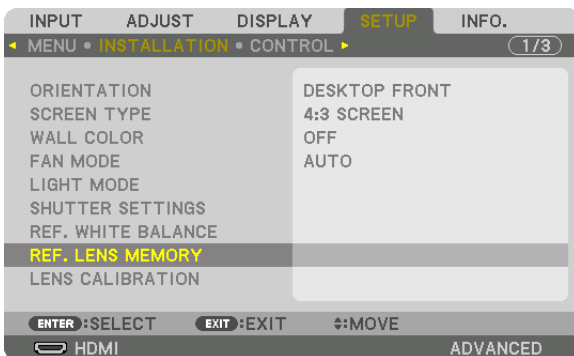 INPUT ADJUST DISPLAY SETUP INFO.
MENU • INSTALLATION • CONTROL 1/3
ORIENTATION DESKTOP FRONT
SCREEN TYPE 4:3 SCREEN
WALL COLOR OFF
FAN MODE AUTO
LIGHT MODE
SHUTTER SETTINGS
REF. WHITE BALANCE
REF. LENS MEMORY
LENS CALIBRATION
ENTER :SELECT EXIT :EXIT :MOVE
HDMI ADVANCED